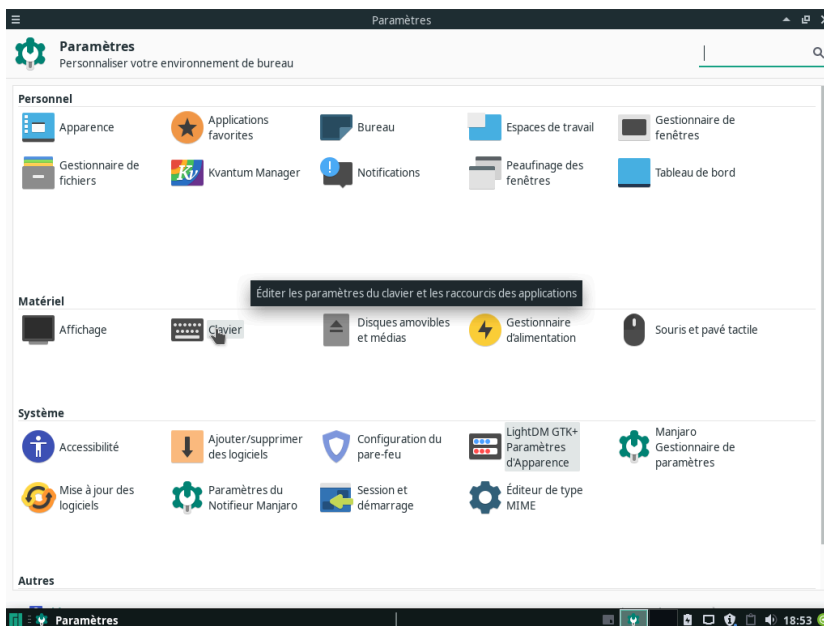 Paramètres
Paramètres
Personnaliser votre environnement de bureau
Personnel
Apparence
Applications
favorites
Bureau
Espaces de travail
Gestionnaire de
fenêtres
Gestionnaire de
fichiers
Kv
Kvantum Manager
Notifications
Peaufinage des
fenêtres
Tableau de bord
Éditer les paramètres du clavier et les raccourcis des applications
Matériel
Affichage
Clavier
Disques amovibles
et médias
Gestionnaire
d'alimentation
Souris et pavé tactile
Système
Accessibilité
Ajouter/supprimer
des logiciels
Configuration du
pare-feu
LightDM GTK+
Paramètres
d'Apparence
Manjaro
Gestionnaire de
paramètres
Mise à jour des
logiciels
Paramètres du
Notifieur Manjaro
Session et
démarrage
Éditeur de type
MIME
Autres
Paramètres
18:53